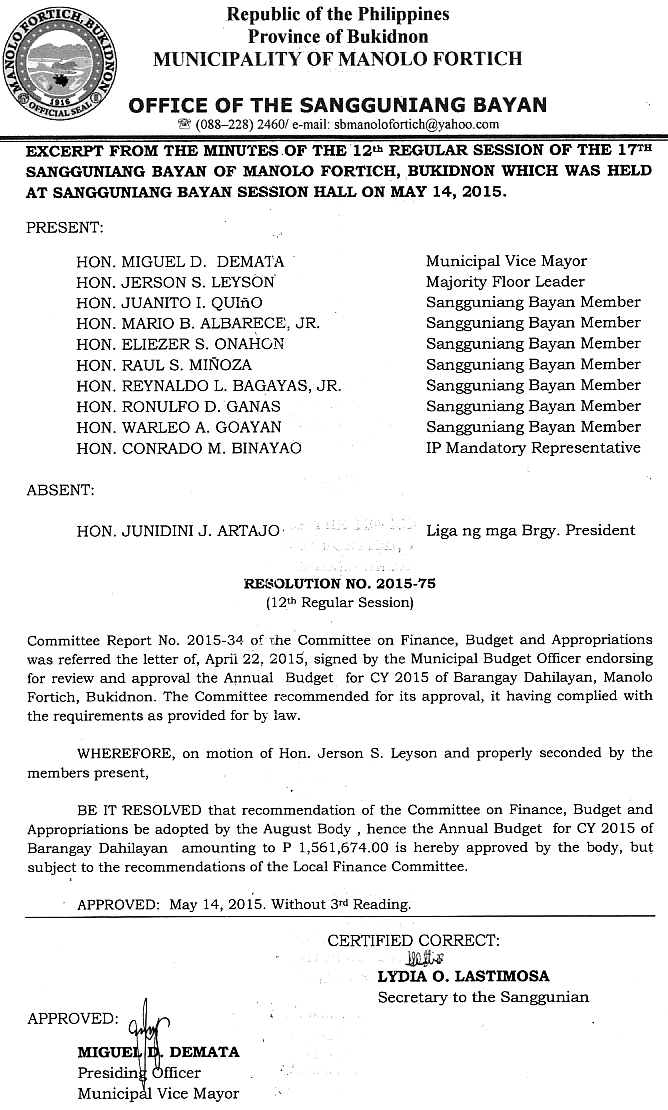 Republic of the Philippines
Province of Bukidnon
MUNICIPALITY OF MANOLO FORTICH
MANOLO FORTICH, BUKIDNON
1916
OFFICIAL SEAL
OFFICE OF THE SANGGUNIANG BAYAN
☏ (088–228) 2460/ e-mail: sbmanolofortich@yahoo.com
EXCERPT FROM THE MINUTES OF THE 12th REGULAR SESSION OF THE 17TH
SANGGUNIANG BAYAN OF MANOLO FORTICH, BUKIDNON WHICH WAS HELD
AT SANGGUNIANG BAYAN SESSION HALL ON MAY 14, 2015.
PRESENT:
HON. MIGUEL D. DEMATA Municipal Vice Mayor
HON. JERSON S. LEYSON Majority Floor Leader
HON. JUANITO I. QUIñO Sangguniang Bayan Member
HON. MARIO B. ALBARECE, JR. Sangguniang Bayan Member
HON. ELIEZER S. ONAHON Sangguniang Bayan Member
HON. RAUL S. MIÑOZA Sangguniang Bayan Member
HON. REYNALDO L. BAGAYAS, JR. Sangguniang Bayan Member
HON. RONULFO D. GANAS Sangguniang Bayan Member
HON. WARLEO A. GOAYAN Sangguniang Bayan Member
HON. CONRADO M. BINAYAO IP Mandatory Representative
ABSENT:
HON. JUNIDINI J. ARTAJO Liga ng mga Brgy. President
RESOLUTION NO. 2015-75
(12th Regular Session)
Committee Report No. 2015-34 of the Committee on Finance, Budget and Appropriations
was referred the letter of, April 22, 2015, signed by the Municipal Budget Officer endorsing
for review and approval the Annual Budget for CY 2015 of Barangay Dahilayan, Manolo
Fortich, Bukidnon. The Committee recommended for its approval, it having complied with
the requirements as provided for by law.
WHEREFORE, on motion of Hon. Jerson S. Leyson and properly seconded by the
members present,
BE IT RESOLVED that recommendation of the Committee on Finance, Budget and
Appropriations be adopted by the August Body , hence the Annual Budget for CY 2015 of
Barangay Dahilayan amounting to P 1,561,674.00 is hereby approved by the body, but
subject to the recommendations of the Local Finance Committee.
APPROVED: May 14, 2015. Without 3rd Reading.
CERTIFIED CORRECT:
LYDIA O. LASTIMOSA
Secretary to the Sanggunian
APPROVED:
MIGUEL D. DEMATA
Presiding Officer
Municipal Vice Mayor